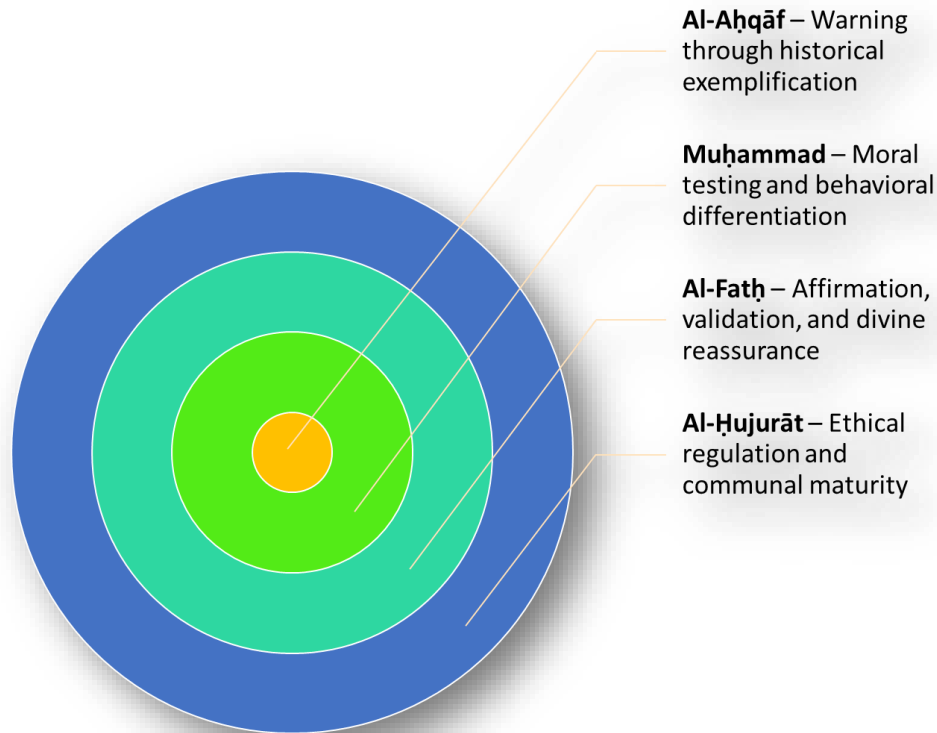 Al-Aḥqāf – Warning
through historical
exemplification
Muḥammad – Moral
testing and behavioral
differentiation
Al-Fatḥ – Affirmation,
validation, and divine
reassurance
Al-Ḥujurāt – Ethical
regulation and
communal maturity